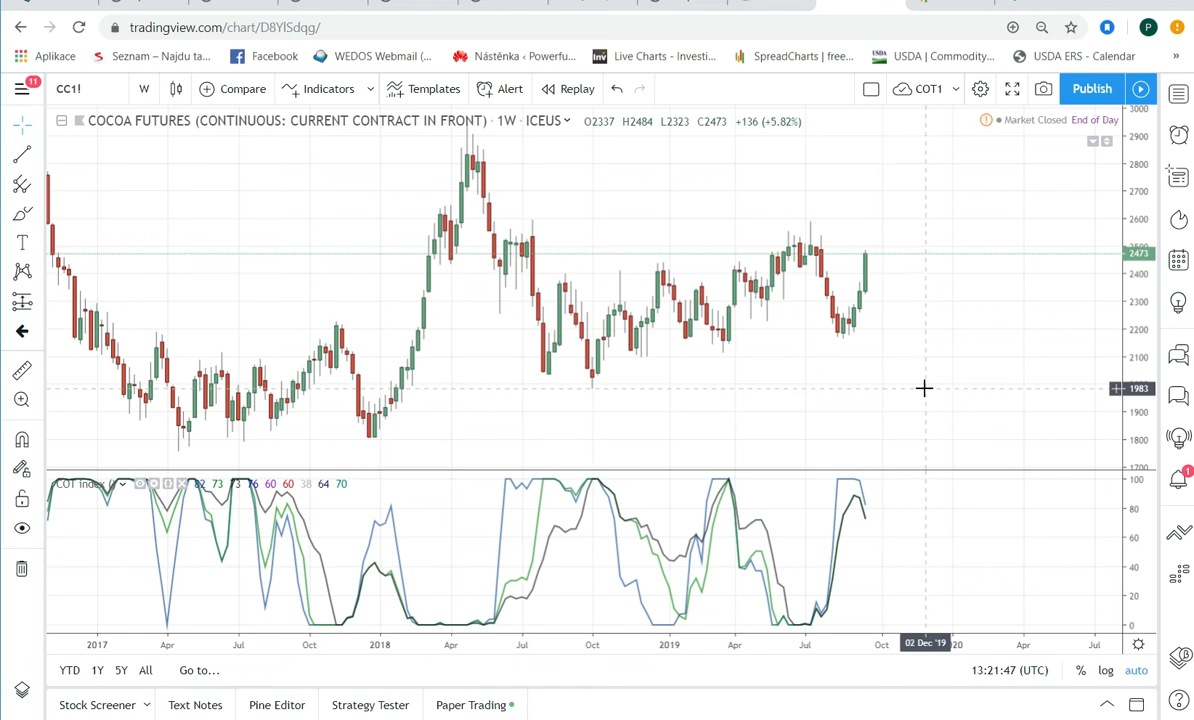 tradingview.com/chart/D8YlSdqg/
P
Aplikace
Seznam - Najdu ta...
Facebook
WEDOS Webmail (...
Nástěnka ‹ Powerfu...
inv
Live Charts - Investi...
SpreadCharts | free...
USDA
USDA | Commodity...
USDA ERS - Calendar
»
11
CC1!
W
Compare
Indicators
Templates
Alert
Replay
COT1
Publish
COCOA FUTURES (CONTINUOUS: CURRENT CONTRACT IN FRONT) · 1W · ICEUS
O2337 H2484 L2323 C2473 +136 (+5.82%)
Market Closed End of Day
3000
2900
2800
2700
2600
2500
2473
2400
2300
2200
2100
1983
1900
1800
1700
COT Index
82 73 73 76 60 60 38 64 70
100
80
60
40
20
0
2017 Apr Jul Oct 2018 Apr Jul Oct 2019 Apr Jul Oct 02 Dec '19 20 Apr Jul
YTD 1Y 5Y All Go to...
13:21:47 (UTC) % log auto
Stock Screener Text Notes Pine Editor Strategy Tester Paper Trading
1